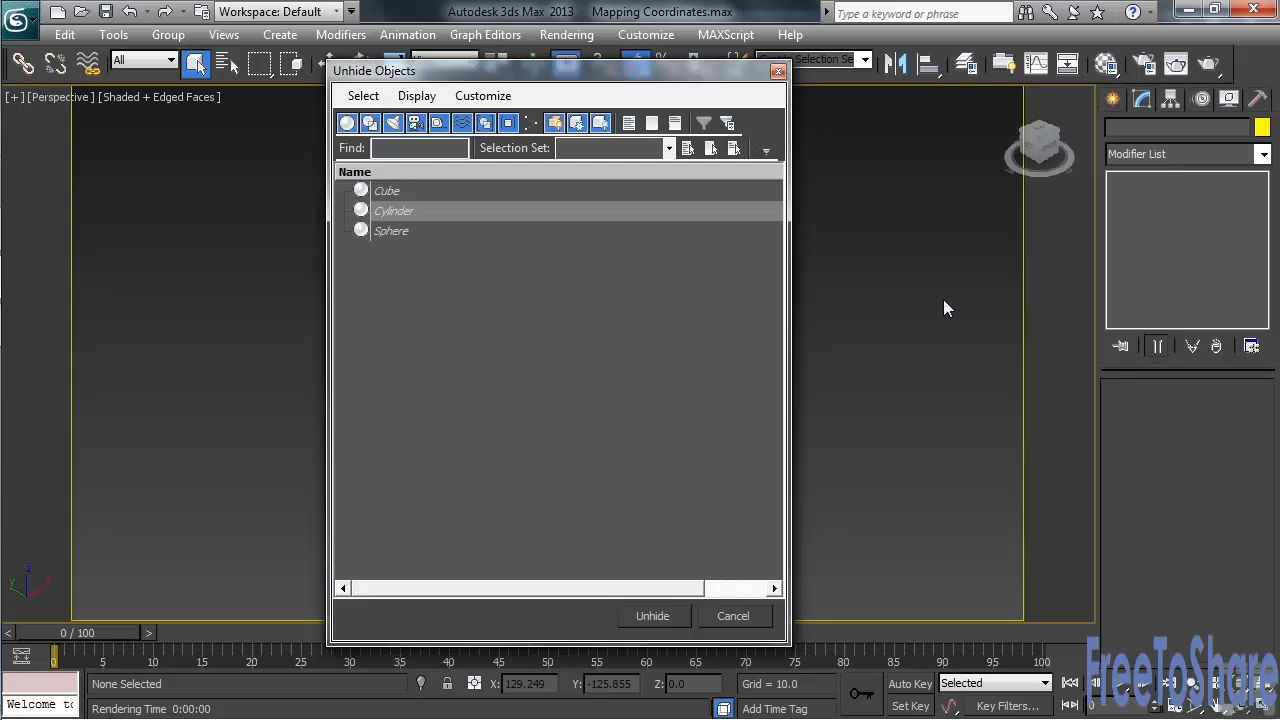 Workspace: Default
Autodesk 3ds Max 2013 Mapping Coordinates.max
Type a keyword or phrase
Edit Tools Group Views Create Modifiers Animation Graph Editors Rendering Customize MAXScript Help
All
Selection Se
[+] [Perspective] [Shaded + Edged Faces]
Unhide Objects
Select Display Customize
Find: Selection Set:
Name
Cube
Cylinder
Sphere
Unhide Cancel
Modifier List
< 0 / 100 >
0 5 10 15 20 25 30 35 40 45 50 55 60 65 70 75 80 85 90 95 100
None Selected X: 129.249 Y: -125.855 Z: 0.0 Grid = 10.0 Auto Key Selected
Welcome to Rendering Time 0:00:00 Add Time Tag Set Key Key Filters... 0
z
y
FreeToShare